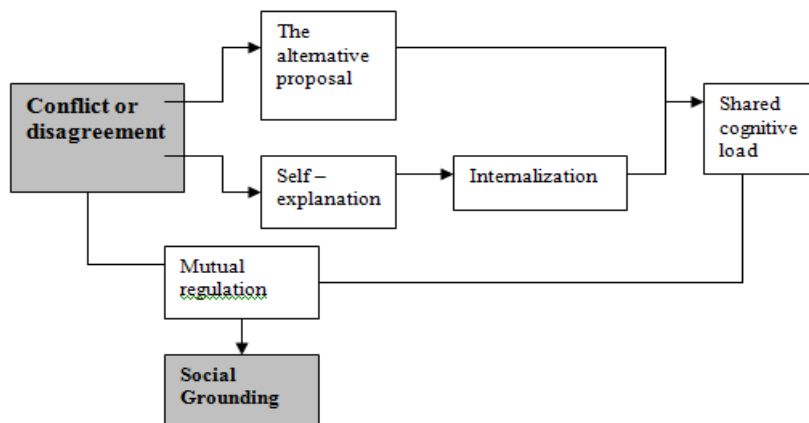 The
alternative
proposal
Conflict or
disagreement
Shared
cognitive
load
Self –
explanation
Internalization
Mutual
regulation
Social
Grounding